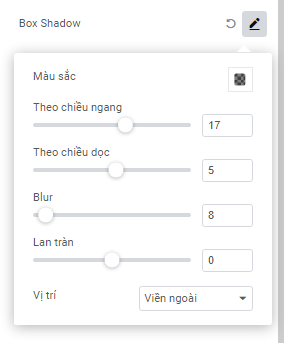 Box Shadow
Màu sắc
Theo chiều ngang
17
Theo chiều dọc
5
Blur
8
Lan tràn
0
Vị trí
Viền ngoài